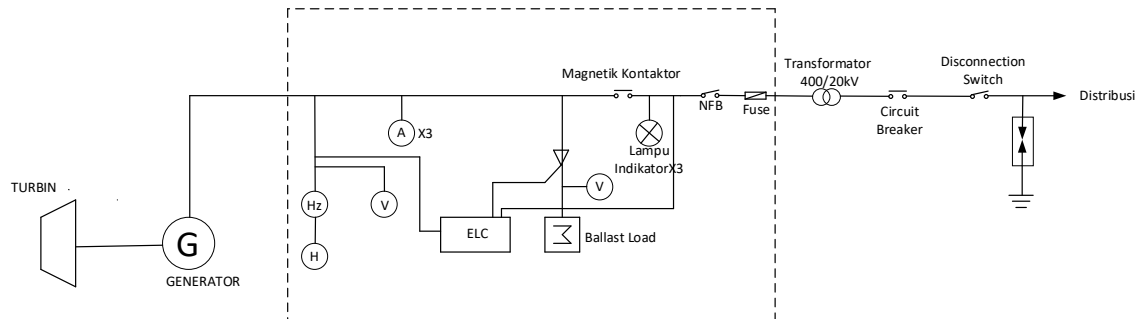 Transformator
400/20kV
Disconnection
Switch
Magnetik Kontaktor
NFB
Fuse
Circuit
Breaker
Distribusi
A
X3
Lampu
IndikatorX3
TURBIN
Hz
V
V
ELC
Ballast Load
G
H
GENERATOR